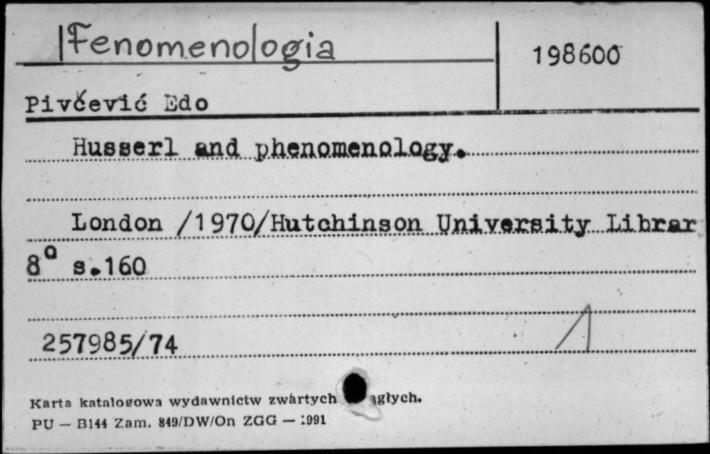 Fenomenologia
198600
Pivčević Edo
Husserl and phenomenology.
London /1970/Hutchinson University Librar
8° s.160
257985/74
Karta katalogowa wydawnictw zwartych
PU — B144 Zam. 849/DW/On ZGG — 1991